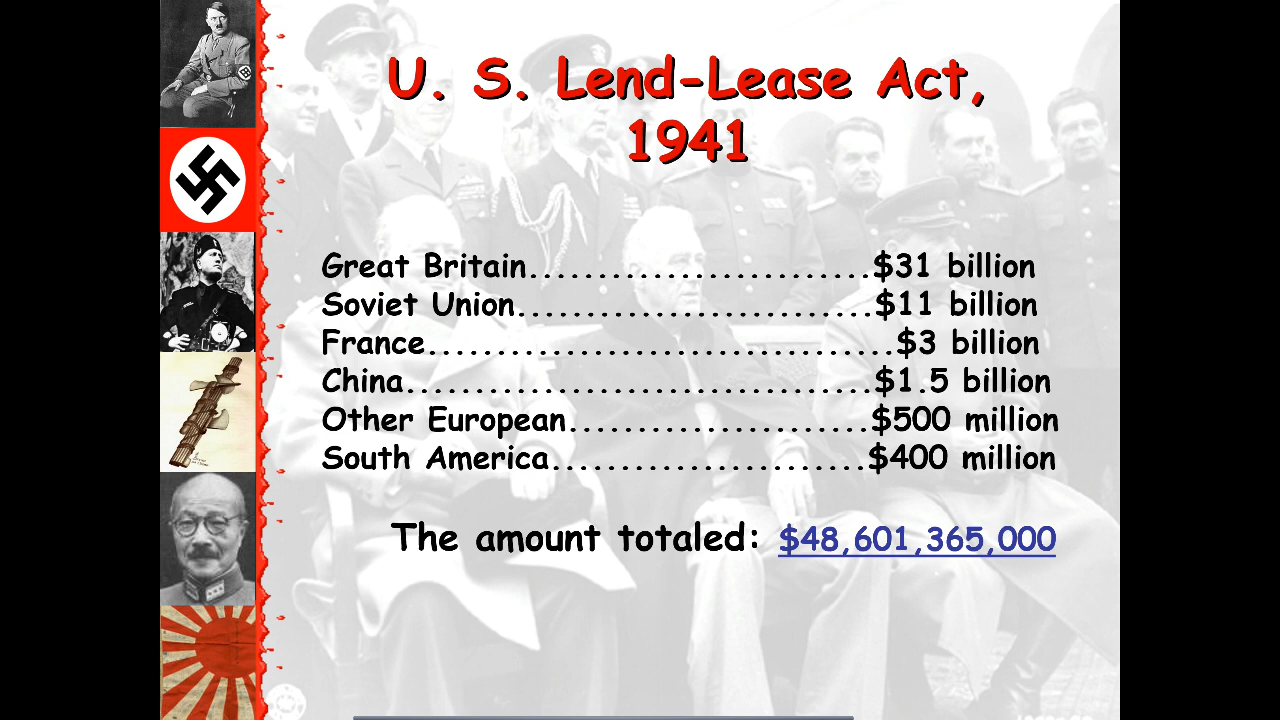 U. S. Lend-Lease Act,
1941
Great Britain.........................$31 billion
Soviet Union..........................$11 billion
France..................................$3 billion
China..................................$1.5 billion
Other European......................$500 million
South America.......................$400 million
The amount totaled: $48,601,365,000